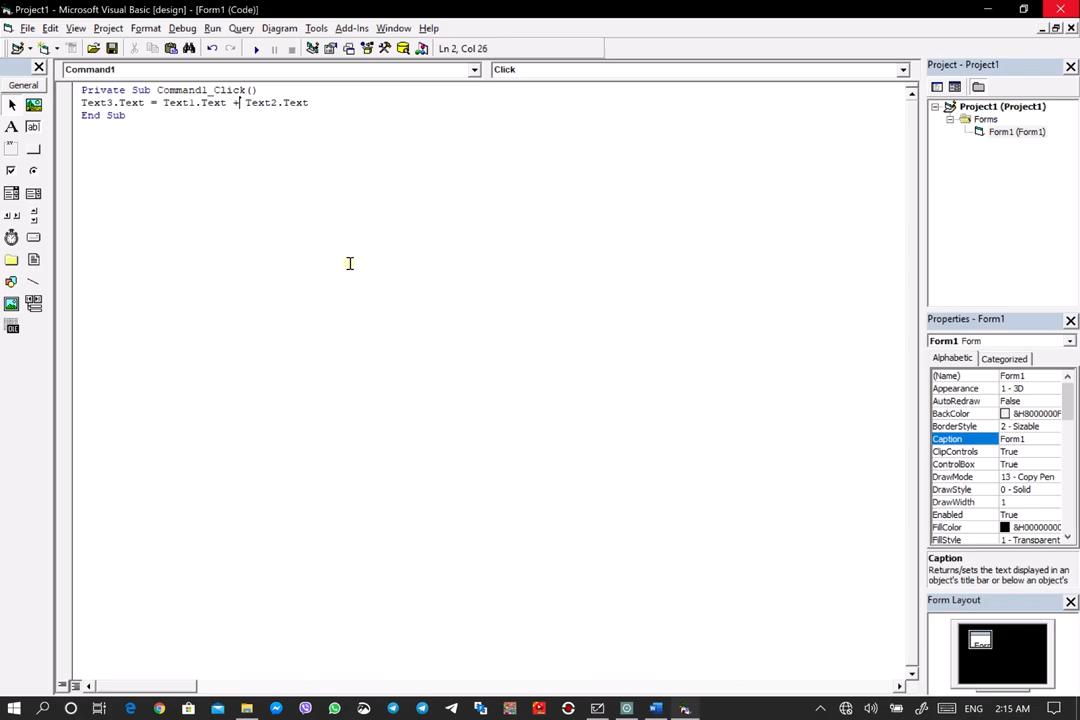 Project1 - Microsoft Visual Basic [design] - [Form1 (Code)]
File Edit View Project Format Debug Run Query Diagram Tools Add-Ins Window Help
Ln 2, Col 26
General
Command1
Click
Private Sub Command1_Click()
Text3.Text = Text1.Text + Text2.Text
End Sub
Project - Project1
Project1 (Project1)
Forms
Form1 (Form1)
Properties - Form1
Form1 Form
Alphabetic Categorized
(Name) Form1
Appearance 1 - 3D
AutoRedraw False
BackColor &H8000000F
BorderStyle 2 - Sizable
Caption Form1
ClipControls True
ControlBox True
DrawMode 13 - Copy Pen
DrawStyle 0 - Solid
DrawWidth 1
Enabled True
FillColor &H0000000C
FillStyle 1 - Transparent
Caption
Returns/sets the text displayed in an
object's title bar or below an object's
Form Layout
ENG 2:15 AM